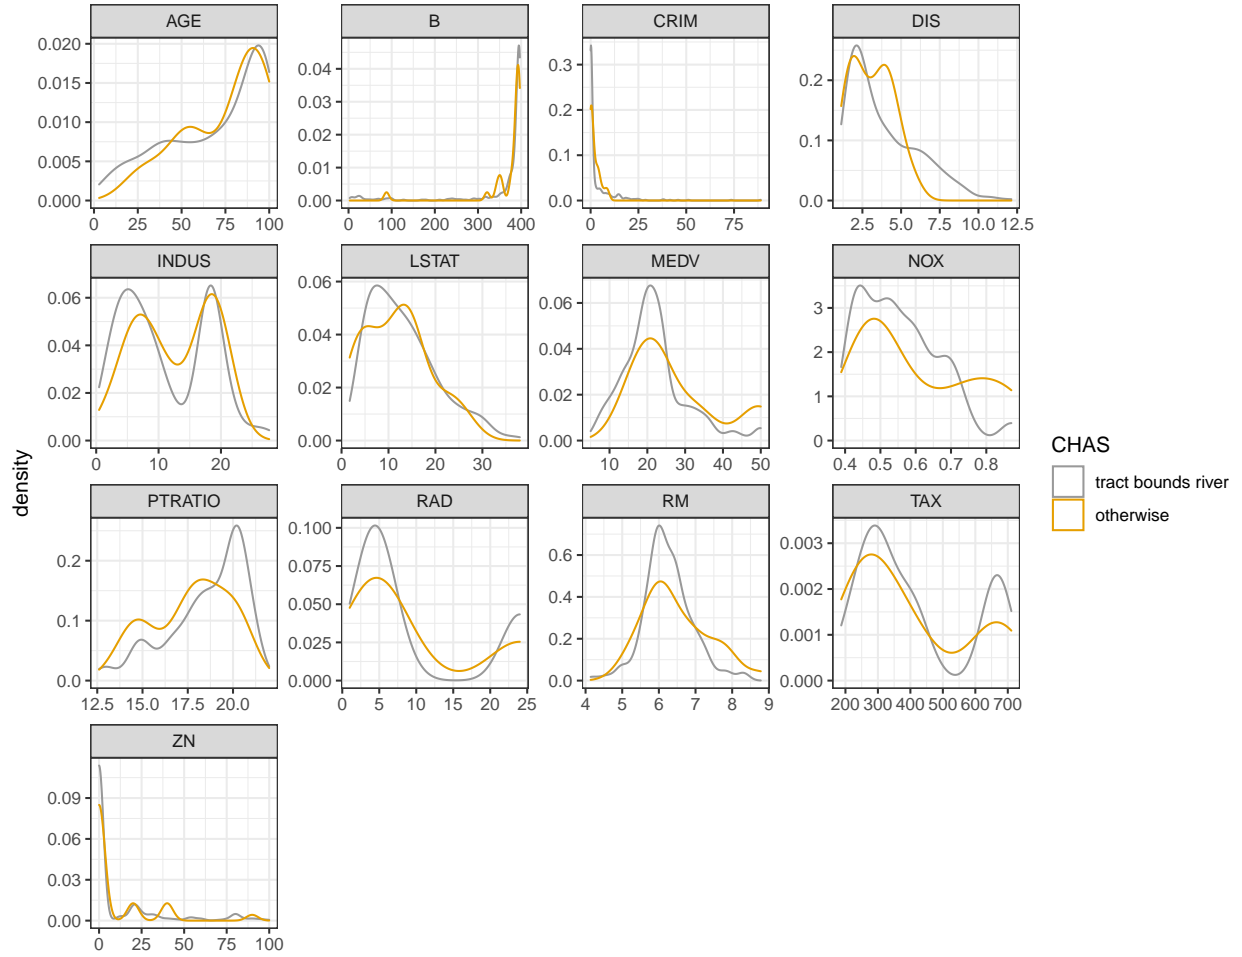 AGE B CRIM DIS
0.020
0.015
0.010
0.005
0.000
0 25 50 75 100
0.04
0.03
0.02
0.01
0.00
0 100 200 300 400
0.3
0.2
0.1
0.0
0 25 50 75
0.2
0.1
0.0
2.5 5.0 7.5 10.0 12.5
INDUS LSTAT MEDV NOX
0.06
0.04
0.02
0.00
0 10 20
0.06
0.04
0.02
0.00
0 10 20 30
0.06
0.04
0.02
0.00
10 20 30 40 50
3
2
1
0
0.4 0.5 0.6 0.7 0.8
PTRATIO RAD RM TAX
0.2
0.1
0.0
12.5 15.0 17.5 20.0
0.100
0.075
0.050
0.025
0.000
0 5 10 15 20 25
0.6
0.4
0.2
0.0
4 5 6 7 8 9
0.003
0.002
0.001
0.000
200 300 400 500 600 700
ZN
0.09
0.06
0.03
0.00
0 25 50 75 100
density
CHAS
tract bounds river
otherwise